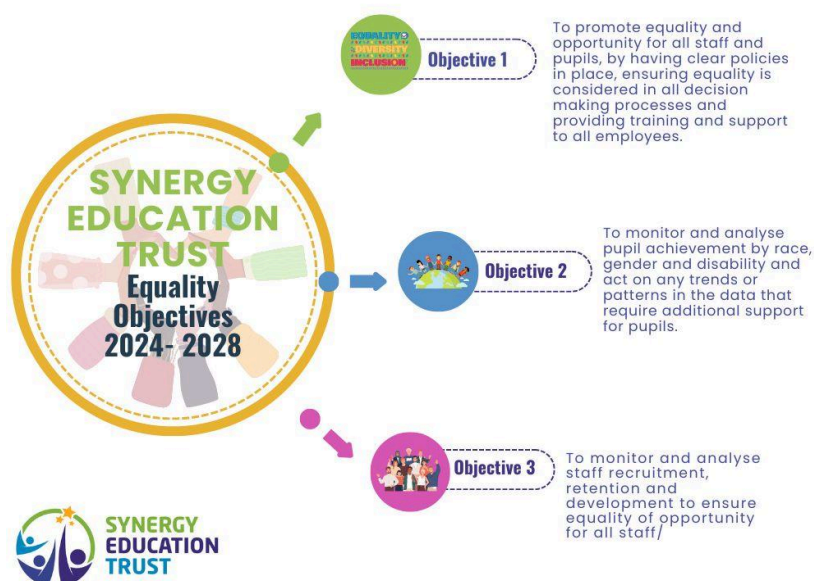 SYNERGY
EDUCATION
TRUST
Equality
Objectives
2024- 2028
EQUALITY
DIVERSITY
INCLUSION
Objective 1
To promote equality and
opportunity for all staff and
pupils, by having clear policies
in place, ensuring equality is
considered in all decision
making processes and
providing training and support
to all employees.
Objective 2
To monitor and analyse
pupil achievement by race,
gender and disability and
act on any trends or
patterns in the data that
require additional support
for pupils.
Objective 3
To monitor and analyse
staff recruitment,
retention and
development to ensure
equality of opportunity
for all staff/
SYNERGY
EDUCATION
TRUST